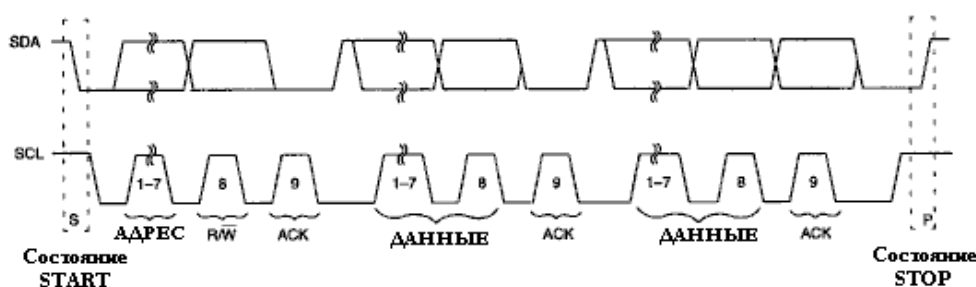 SDA
SCL
1–7 8 9 1–7 8 9 1–7 8 9
S АДРЕС R/W̅ ACK ДАННЫЕ ACK ДАННЫЕ ACK P
Состояние START
Состояние STOP